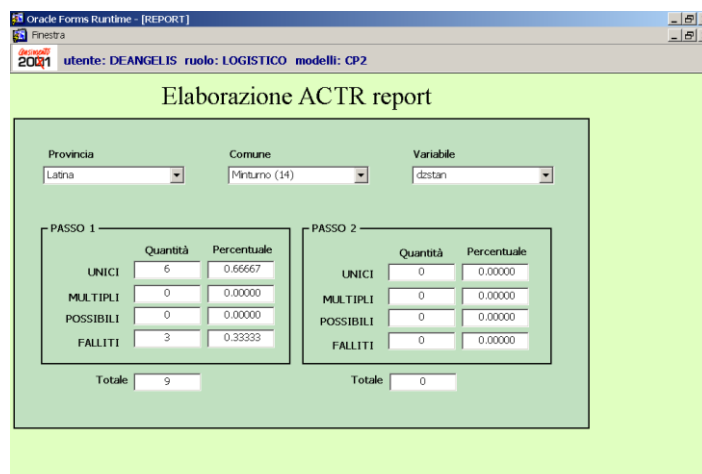 Oracle Forms Runtime - [REPORT]
Finestra
Censimenti
2001 utente: DEANGELIS ruolo: LOGISTICO modelli: CP2
Elaborazione ACTR report
Provincia Comune Variabile
Latina Minturno (14) dzstan
PASSO 1
Quantità Percentuale
UNICI 6 0.66667
MULTIPLI 0 0.00000
POSSIBILI 0 0.00000
FALLITI 3 0.33333
Totale 9
PASSO 2
Quantità Percentuale
UNICI 0 0.00000
MULTIPLI 0 0.00000
POSSIBILI 0 0.00000
FALLITI 0 0.00000
Totale 0